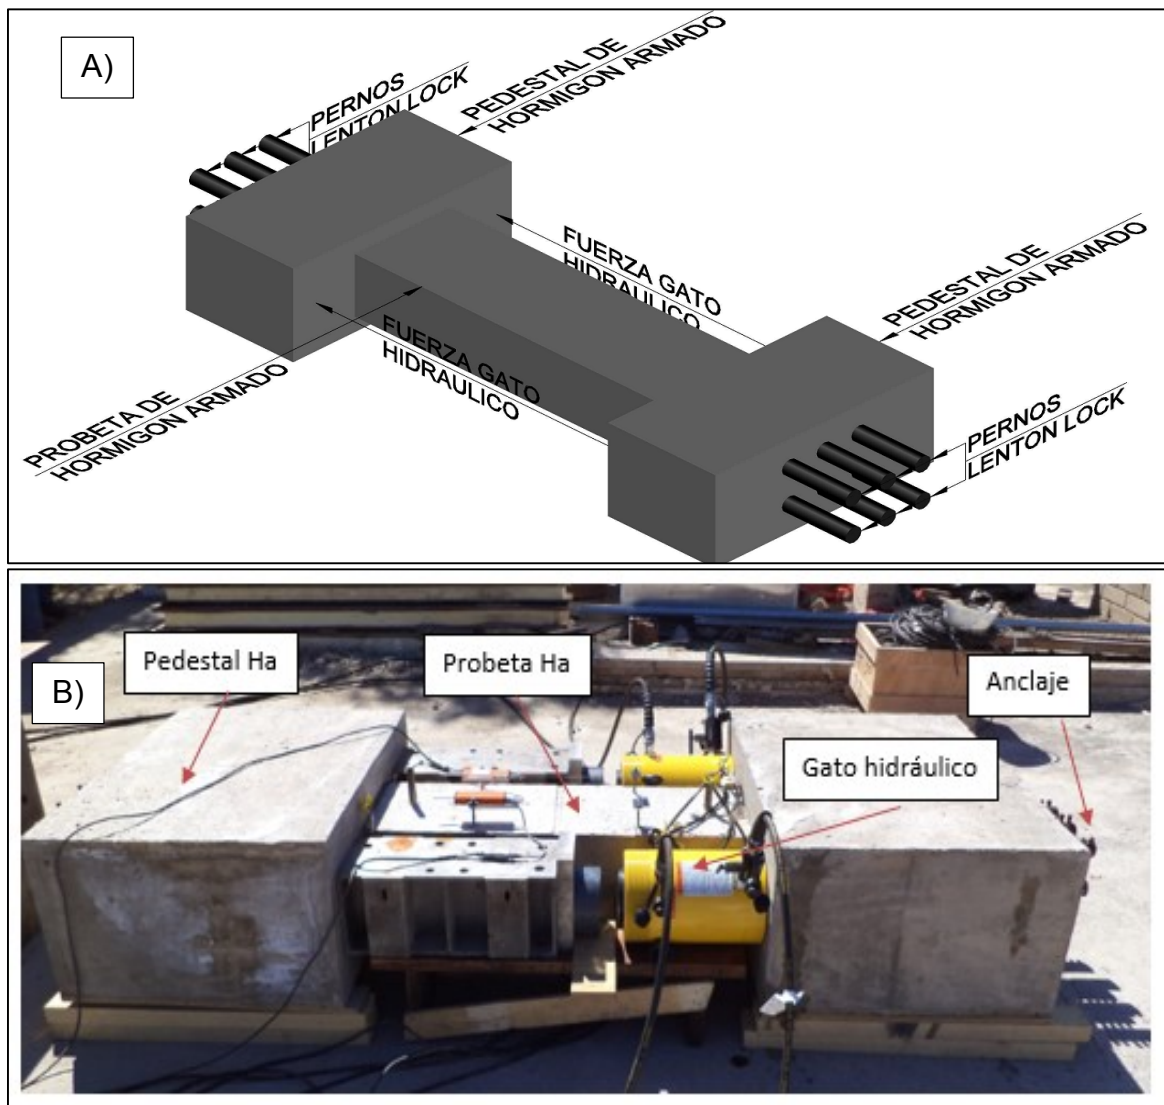 A)
PERNOS
LENTON LOCK
PEDESTAL DE
HORMIGON ARMADO
FUERZA GATO
HIDRAULICO
PEDESTAL DE
HORMIGON ARMADO
FUERZA GATO
HIDRAULICO
PROBETA DE
HORMIGON ARMADO
PERNOS
LENTON LOCK
B)
Pedestal Ha
Probeta Ha
Anclaje
Gato hidráulico